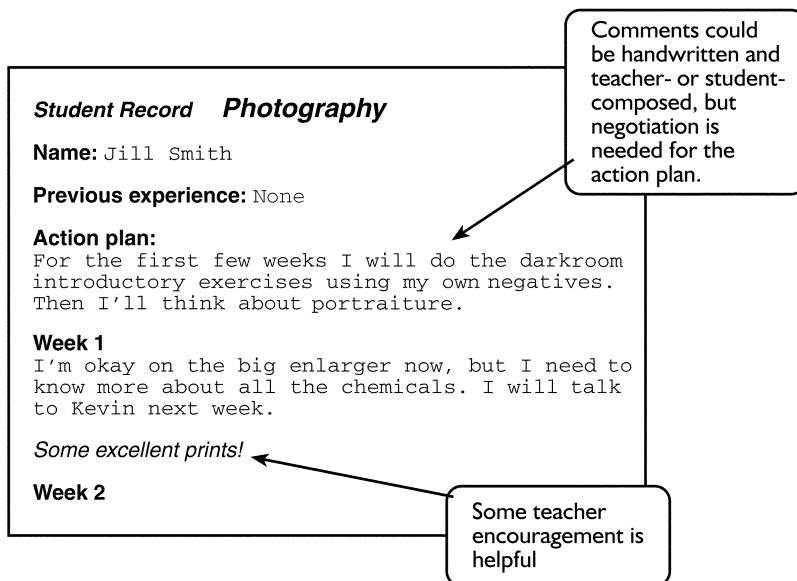 Comments could
be handwritten and
teacher- or student-
composed, but
negotiation is
needed for the
action plan.
Student Record Photography
Name: Jill Smith
Previous experience: None
Action plan:
For the first few weeks I will do the darkroom
introductory exercises using my own negatives.
Then I'll think about portraiture.
Week 1
I'm okay on the big enlarger now, but I need to
know more about all the chemicals. I will talk
to Kevin next week.
Some excellent prints!
Week 2
Some teacher
encouragement is
helpful